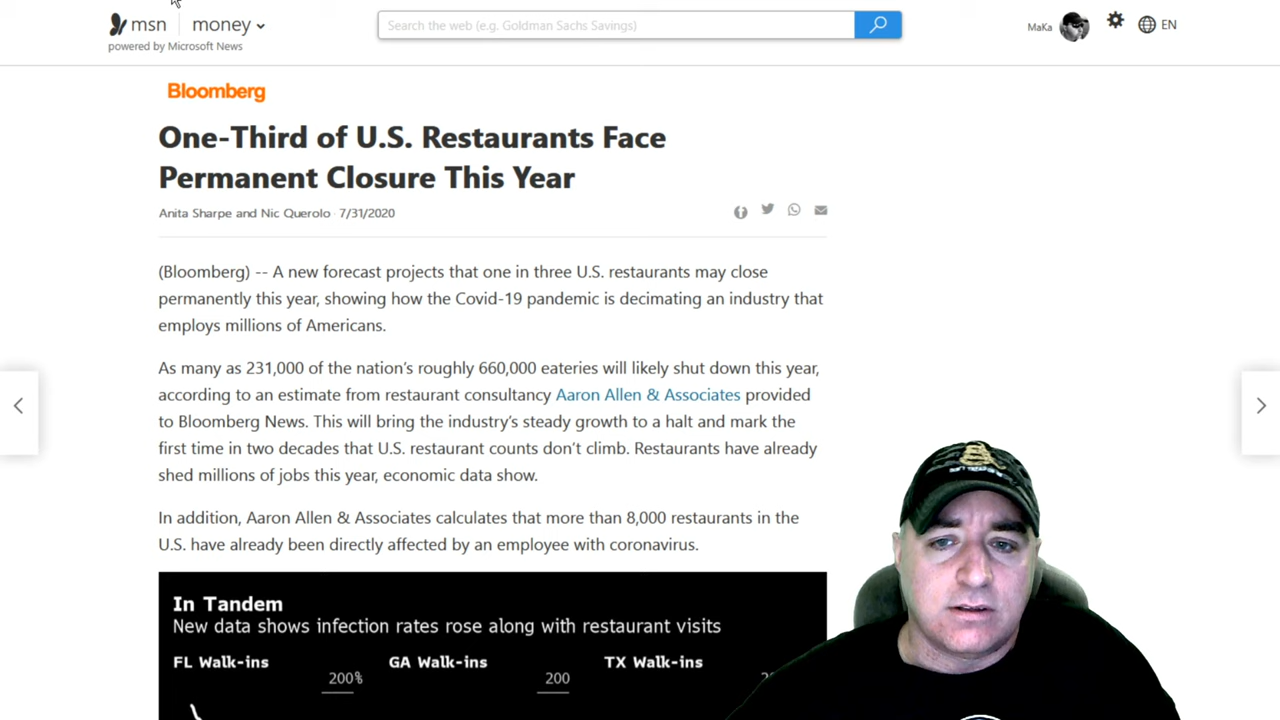 msn
money
powered by Microsoft News
Search the web (e.g. Goldman Sachs Savings)
MaKa
EN
Bloomberg
One-Third of U.S. Restaurants Face
Permanent Closure This Year
Anita Sharpe and Nic Querolo · 7/31/2020
(Bloomberg) -- A new forecast projects that one in three U.S. restaurants may close
permanently this year, showing how the Covid-19 pandemic is decimating an industry that
employs millions of Americans.
As many as 231,000 of the nation's roughly 660,000 eateries will likely shut down this year,
according to an estimate from restaurant consultancy Aaron Allen & Associates provided
to Bloomberg News. This will bring the industry's steady growth to a halt and mark the
first time in two decades that U.S. restaurant counts don't climb. Restaurants have already
shed millions of jobs this year, economic data show.
In addition, Aaron Allen & Associates calculates that more than 8,000 restaurants in the
U.S. have already been directly affected by an employee with coronavirus.
In Tandem
New data shows infection rates rose along with restaurant visits
FL Walk-ins
GA Walk-ins
TX Walk-ins
200%
200